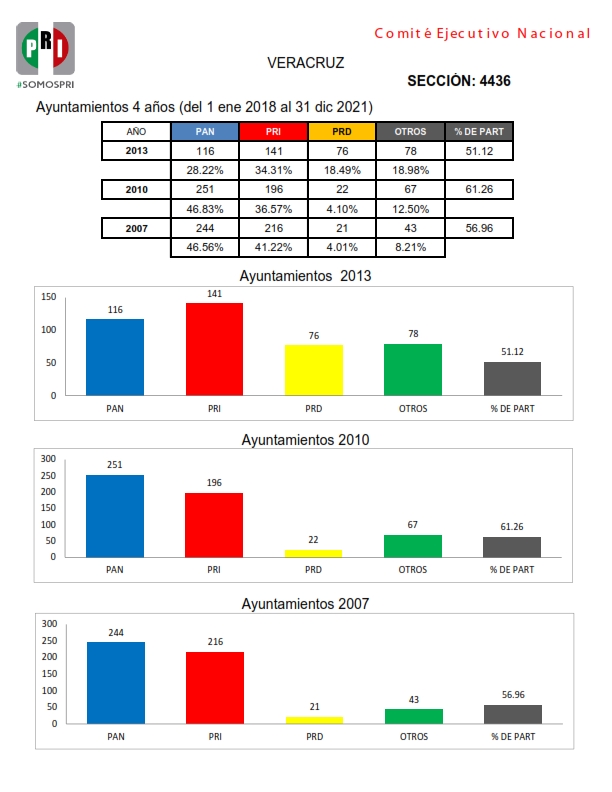 Comité Ejecutivo Nacional
PRI
#SOMOSPRI
VERACRUZ
SECCIÓN: 4436
Ayuntamientos 4 años (del 1 ene 2018 al 31 dic 2021)
AÑO PAN PRI PRD OTROS % DE PART
2013 116 141 76 78 51.12
28.22% 34.31% 18.49% 18.98%
2010 251 196 22 67 61.26
46.83% 36.57% 4.10% 12.50%
2007 244 216 21 43 56.96
46.56% 41.22% 4.01% 8.21%
Ayuntamientos 2013
150
100
50
0
116 141 76 78 51.12
PAN PRI PRD OTROS % DE PART
Ayuntamientos 2010
300
250
200
150
100
50
0
251 196 22 67 61.26
PAN PRI PRD OTROS % DE PART
Ayuntamientos 2007
300
250
200
150
100
50
0
244 216 21 43 56.96
PAN PRI PRD OTROS % DE PART